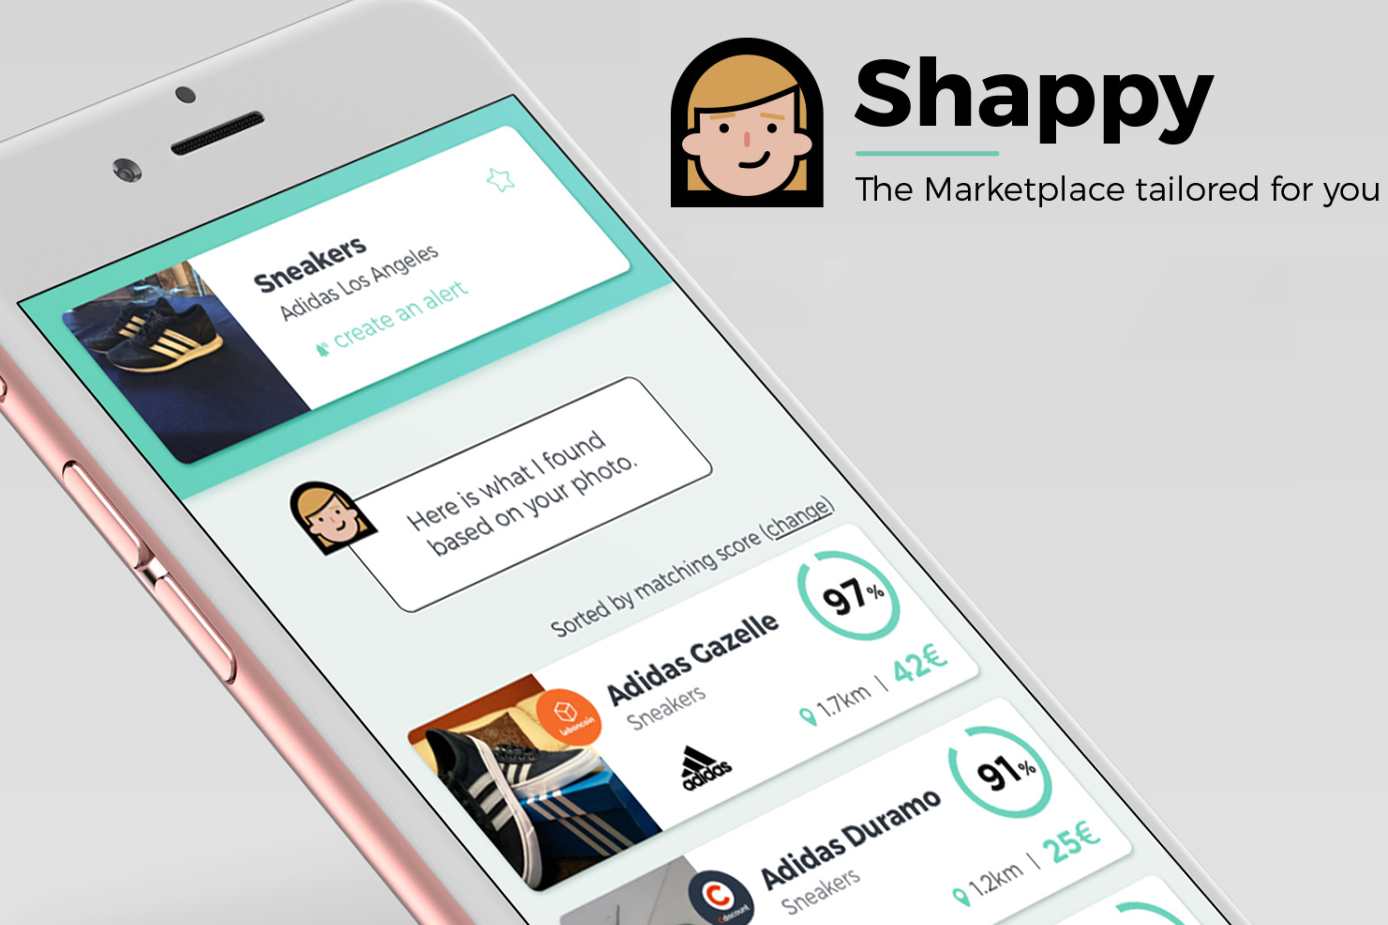 Shappy
The Marketplace tailored for you
Sneakers
Adidas Los Angeles
create an alert
Here is what I found
based on your photo.
Sorted by matching score (change)
97%
Adidas Gazelle
Sneakers
1.7km | 42€
leboncoin
adidas
91%
Adidas Duramo
Sneakers
1.2km | 25€
C
Cdiscount